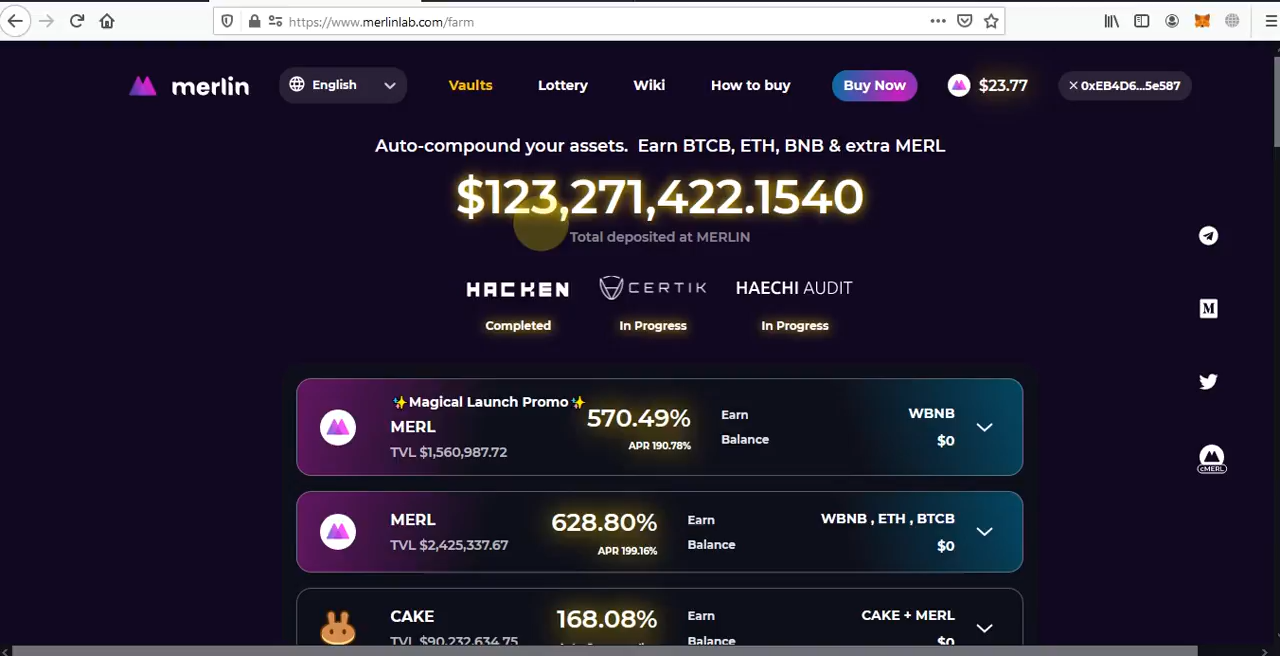 https://www.merlinlab.com/farm
merlin English Vaults Lottery Wiki How to buy Buy Now $23.77 × 0xEB4D6...5e587
Auto-compound your assets. Earn BTCB, ETH, BNB & extra MERL
$123,271,422.1540
Total deposited at MERLIN
HACKEN CERTIK HAECHI AUDIT
Completed In Progress In Progress
✨Magical Launch Promo✨
MERL 570.49% Earn WBNB
TVL $1,560,987.72 APR 190.78% Balance $0
cMERL
MERL 628.80% Earn WBNB , ETH , BTCB
TVL $2,425,337.67 APR 199.16% Balance $0
CAKE 168.08% Earn CAKE + MERL
TVL $90,232,634.75 Balance $0